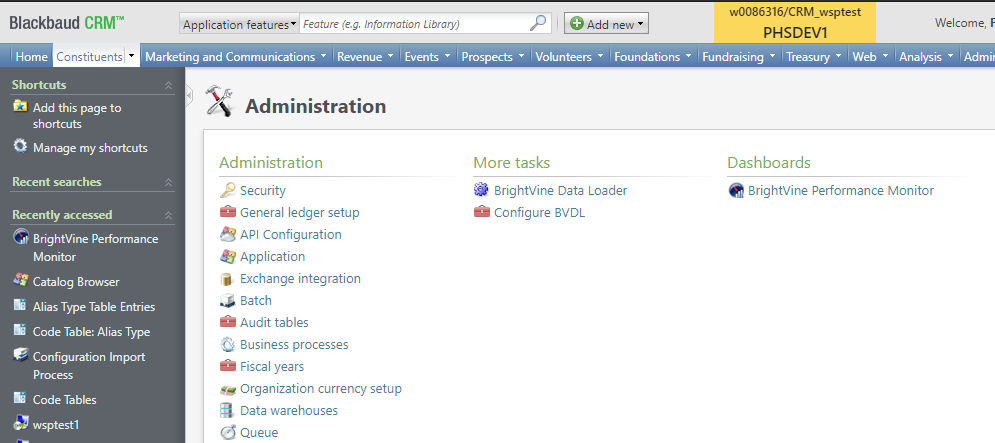 Blackbaud CRM™
Application features
Feature (e.g. Information Library)
Add new
w0086316/CRM_wsptest
PHSDEV1
Welcome,
Home
Constituents
Marketing and Communications
Revenue
Events
Prospects
Volunteers
Foundations
Fundraising
Treasury
Web
Analysis
Shortcuts
Add this page to
shortcuts
Manage my shortcuts
Recent searches
Recently accessed
BrightVine Performance
Monitor
Catalog Browser
Alias Type Table Entries
Code Table: Alias Type
Configuration Import
Process
Code Tables
wsptest1
Administration
Administration
Security
General ledger setup
API Configuration
Application
Exchange integration
Batch
Audit tables
Business processes
Fiscal years
Organization currency setup
Data warehouses
Queue
More tasks
BrightVine Data Loader
Configure BVDL
Dashboards
BrightVine Performance Monitor